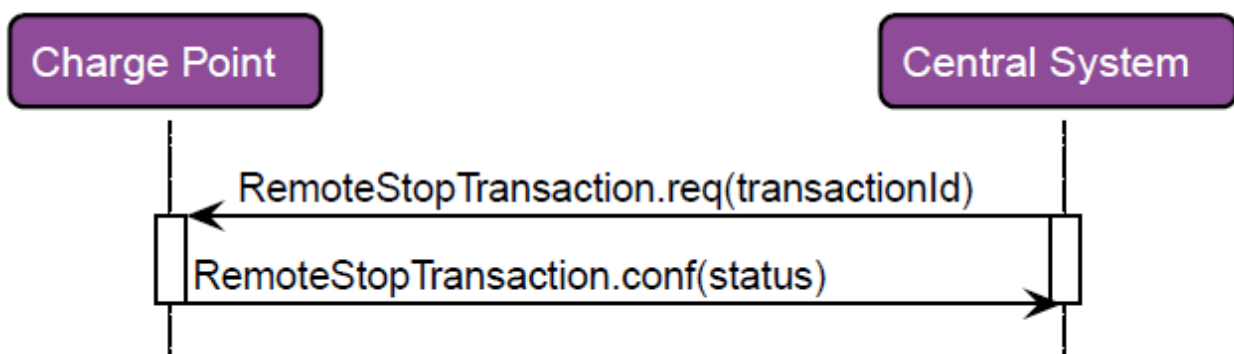 Charge Point
Central System
RemoteStopTransaction.req(transactionId)
RemoteStopTransaction.conf(status)